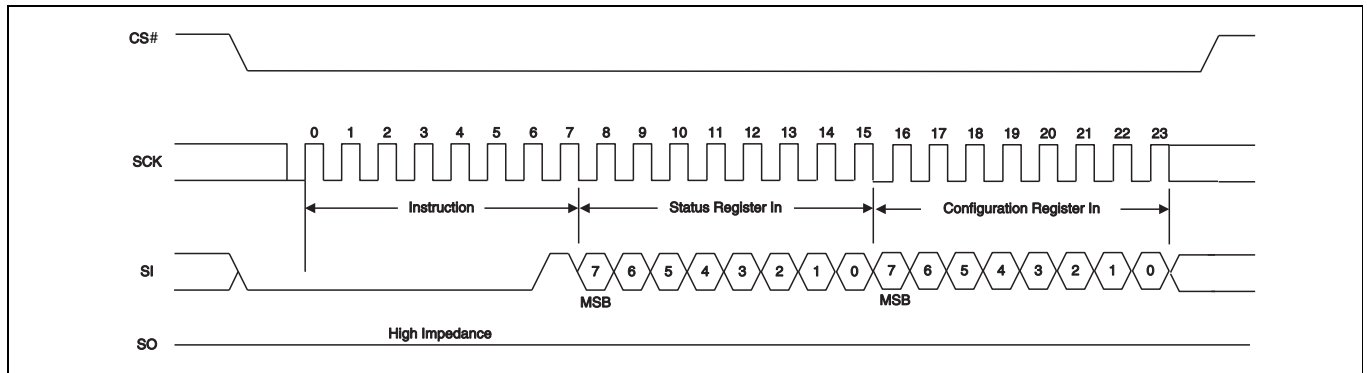 CS#
0 1 2 3 4 5 6 7 8 9 10 11 12 13 14 15 16 17 18 19 20 21 22 23
SCK
Instruction Status Register In Configuration Register In
SI 7 6 5 4 3 2 1 0 7 6 5 4 3 2 1 0
MSB MSB
High Impedance
SO